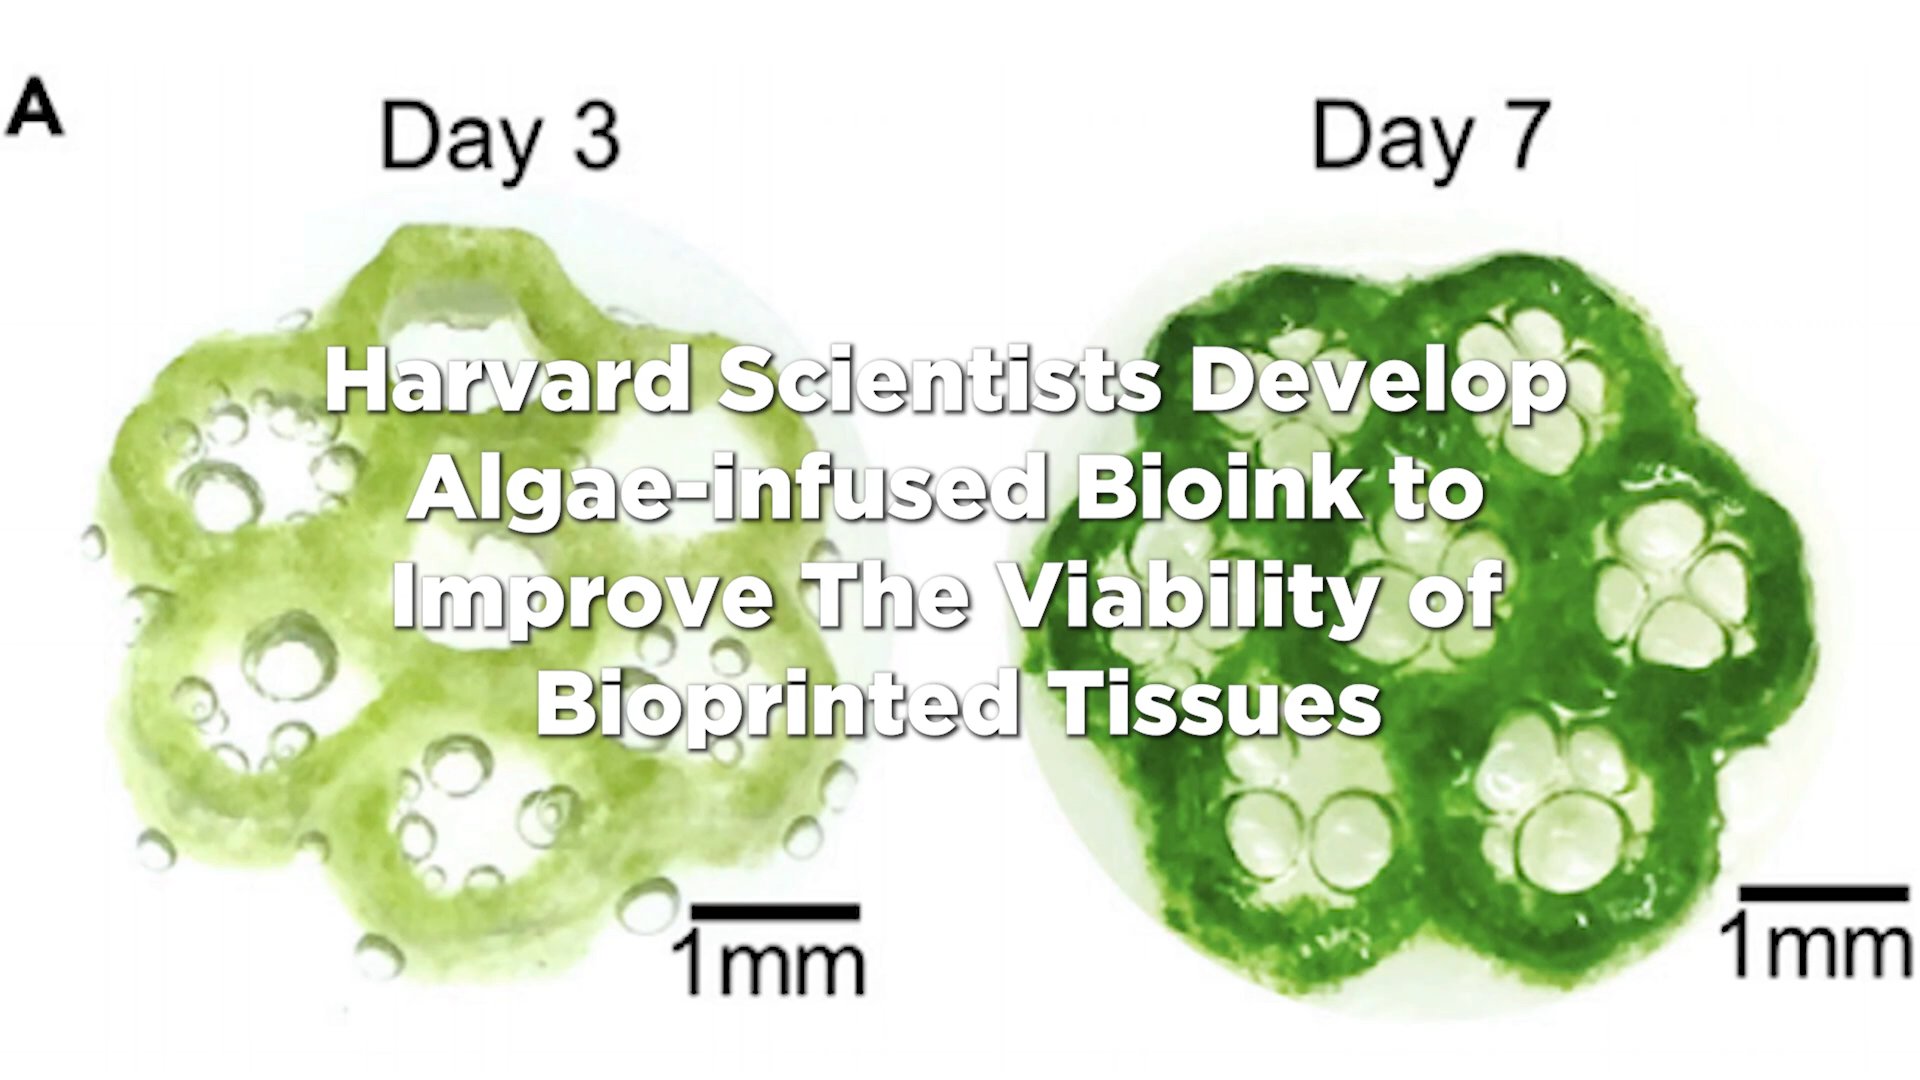 A
Day 3
Day 7
Harvard Scientists Develop
Algae-infused Bioink to
Improve The Viability of
Bioprinted Tissues
1mm
1mm